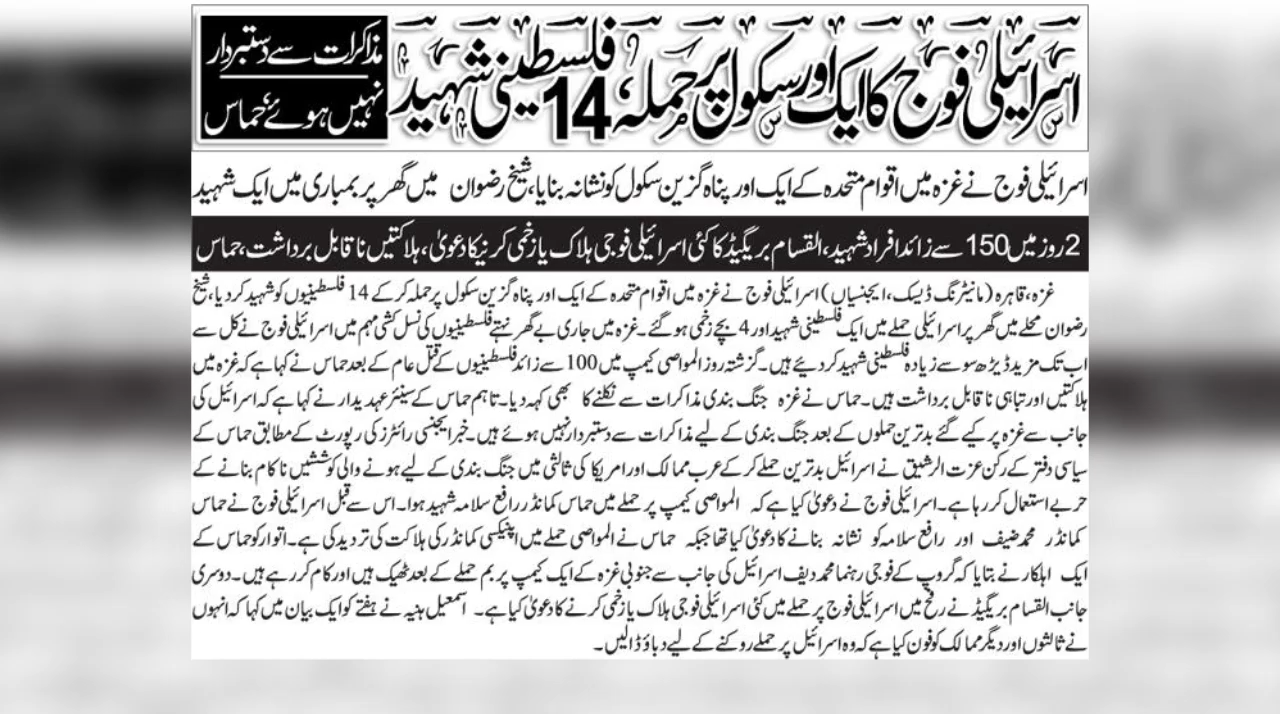 اسرائیلی فوج کا ایک اور سکول پر حملہ، 14 فلسطینی شہید
مذاکرات سے دستبردار
نہیں ہوئے، حماس
اسرائیلی فوج نے غزہ میں اقوام متحدہ کے ایک اور پناہ گزین سکول کو نشانہ بنایا، شیخ رضوان میں گھر پر بمباری میں ایک شہید
2 روز میں 150 سے زائد افراد شہید، القسام بریگیڈ کا کئی اسرائیلی فوجی ہلاک یا زخمی کرنیکا دعویٰ، ہلاکتیں ناقابل برداشت، حماس
غزہ، قاہرہ (مانیٹرنگ ڈیسک، ایجنسیاں) اسرائیلی فوج نے غزہ میں اقوام متحدہ کے ایک اور پناہ گزین سکول پر حملہ کر کے 14 فلسطینیوں کو شہید کر دیا، شیخ
رضوان محلے میں گھر پر اسرائیلی حملے میں ایک فلسطینی شہید اور 4 بچے زخمی ہو گئے۔ غزہ میں جاری بے گھر نہتے فلسطینیوں کی نسل کشی مہم میں اسرائیلی فوج نے کل سے
اب تک مزید ڈیڑھ سو سے زیادہ فلسطینی شہید کر دیے ہیں۔ گزشتہ روز المواصی کیمپ میں 100 سے زائد فلسطینیوں کے قتل عام کے بعد حماس نے کہا ہے کہ غزہ میں
ہلاکتیں اور تباہی ناقابل برداشت ہیں۔ حماس نے غزہ جنگ بندی مذاکرات سے نکلنے کا بھی کہہ دیا۔ تاہم حماس کے سینئر عہدیدار نے کہا ہے کہ اسرائیل کی
جانب سے غزہ پر کیے گئے بدترین حملوں کے بعد جنگ بندی کے لیے مذاکرات سے دستبردار نہیں ہوئے ہیں۔ خبر ایجنسی رائٹرز کی رپورٹ کے مطابق حماس کے
سیاسی دفتر کے رکن عزت الرشیق نے اسرائیل بدترین حملے کر کے عرب ممالک اور امریکا کی ثالثی میں جنگ بندی کے لیے ہونے والی کوششیں ناکام بنانے کے
حربے استعمال کر رہا ہے۔ اسرائیلی فوج نے دعویٰ کیا ہے کہ المواصی کیمپ پر حملے میں حماس کمانڈر رافع سلامہ شہید ہوا۔ اس سے قبل اسرائیلی فوج نے حماس
کمانڈر محمد ضیف اور رافع سلامہ کو نشانہ بنانے کا دعویٰ کیا تھا جبکہ حماس نے المواصی حملے میں اپنے کسی کمانڈر کی ہلاکت کی تردید کی ہے۔ اتوار کو حماس کے
ایک اہلکار نے بتایا کہ گروپ کے فوجی رہنما محمد دیف اسرائیل کی جانب سے جنوبی غزہ کے ایک کیمپ پر بم حملے کے بعد ٹھیک ہیں اور کام کر رہے ہیں۔ دوسری
جانب القسام بریگیڈ نے رفح میں اسرائیلی فوج پر حملے میں کئی اسرائیلی فوجی ہلاک یا زخمی کرنے کا دعویٰ کیا ہے۔ اسمعیل ہنیہ نے ہفتے کو ایک بیان میں کہا کہ انہوں
نے ثالثوں اور دیگر ممالک کو فون کیا ہے کہ وہ اسرائیل پر حملے روکنے کے لیے دباؤ ڈالیں۔